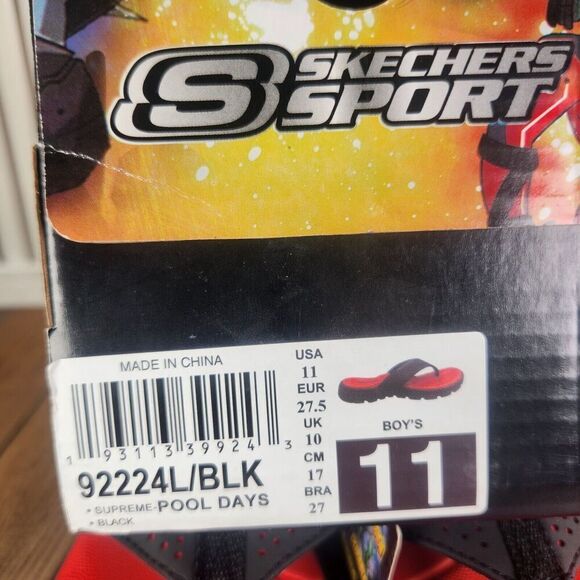 S SKECHERS
SPORT
MADE IN CHINA
1 93113 39924 3
92224L/BLK
• SUPREME-POOL DAYS
• BLACK
USA
11
EUR
27.5
UK
10
CM
17
BRA
27
BOY'S
11